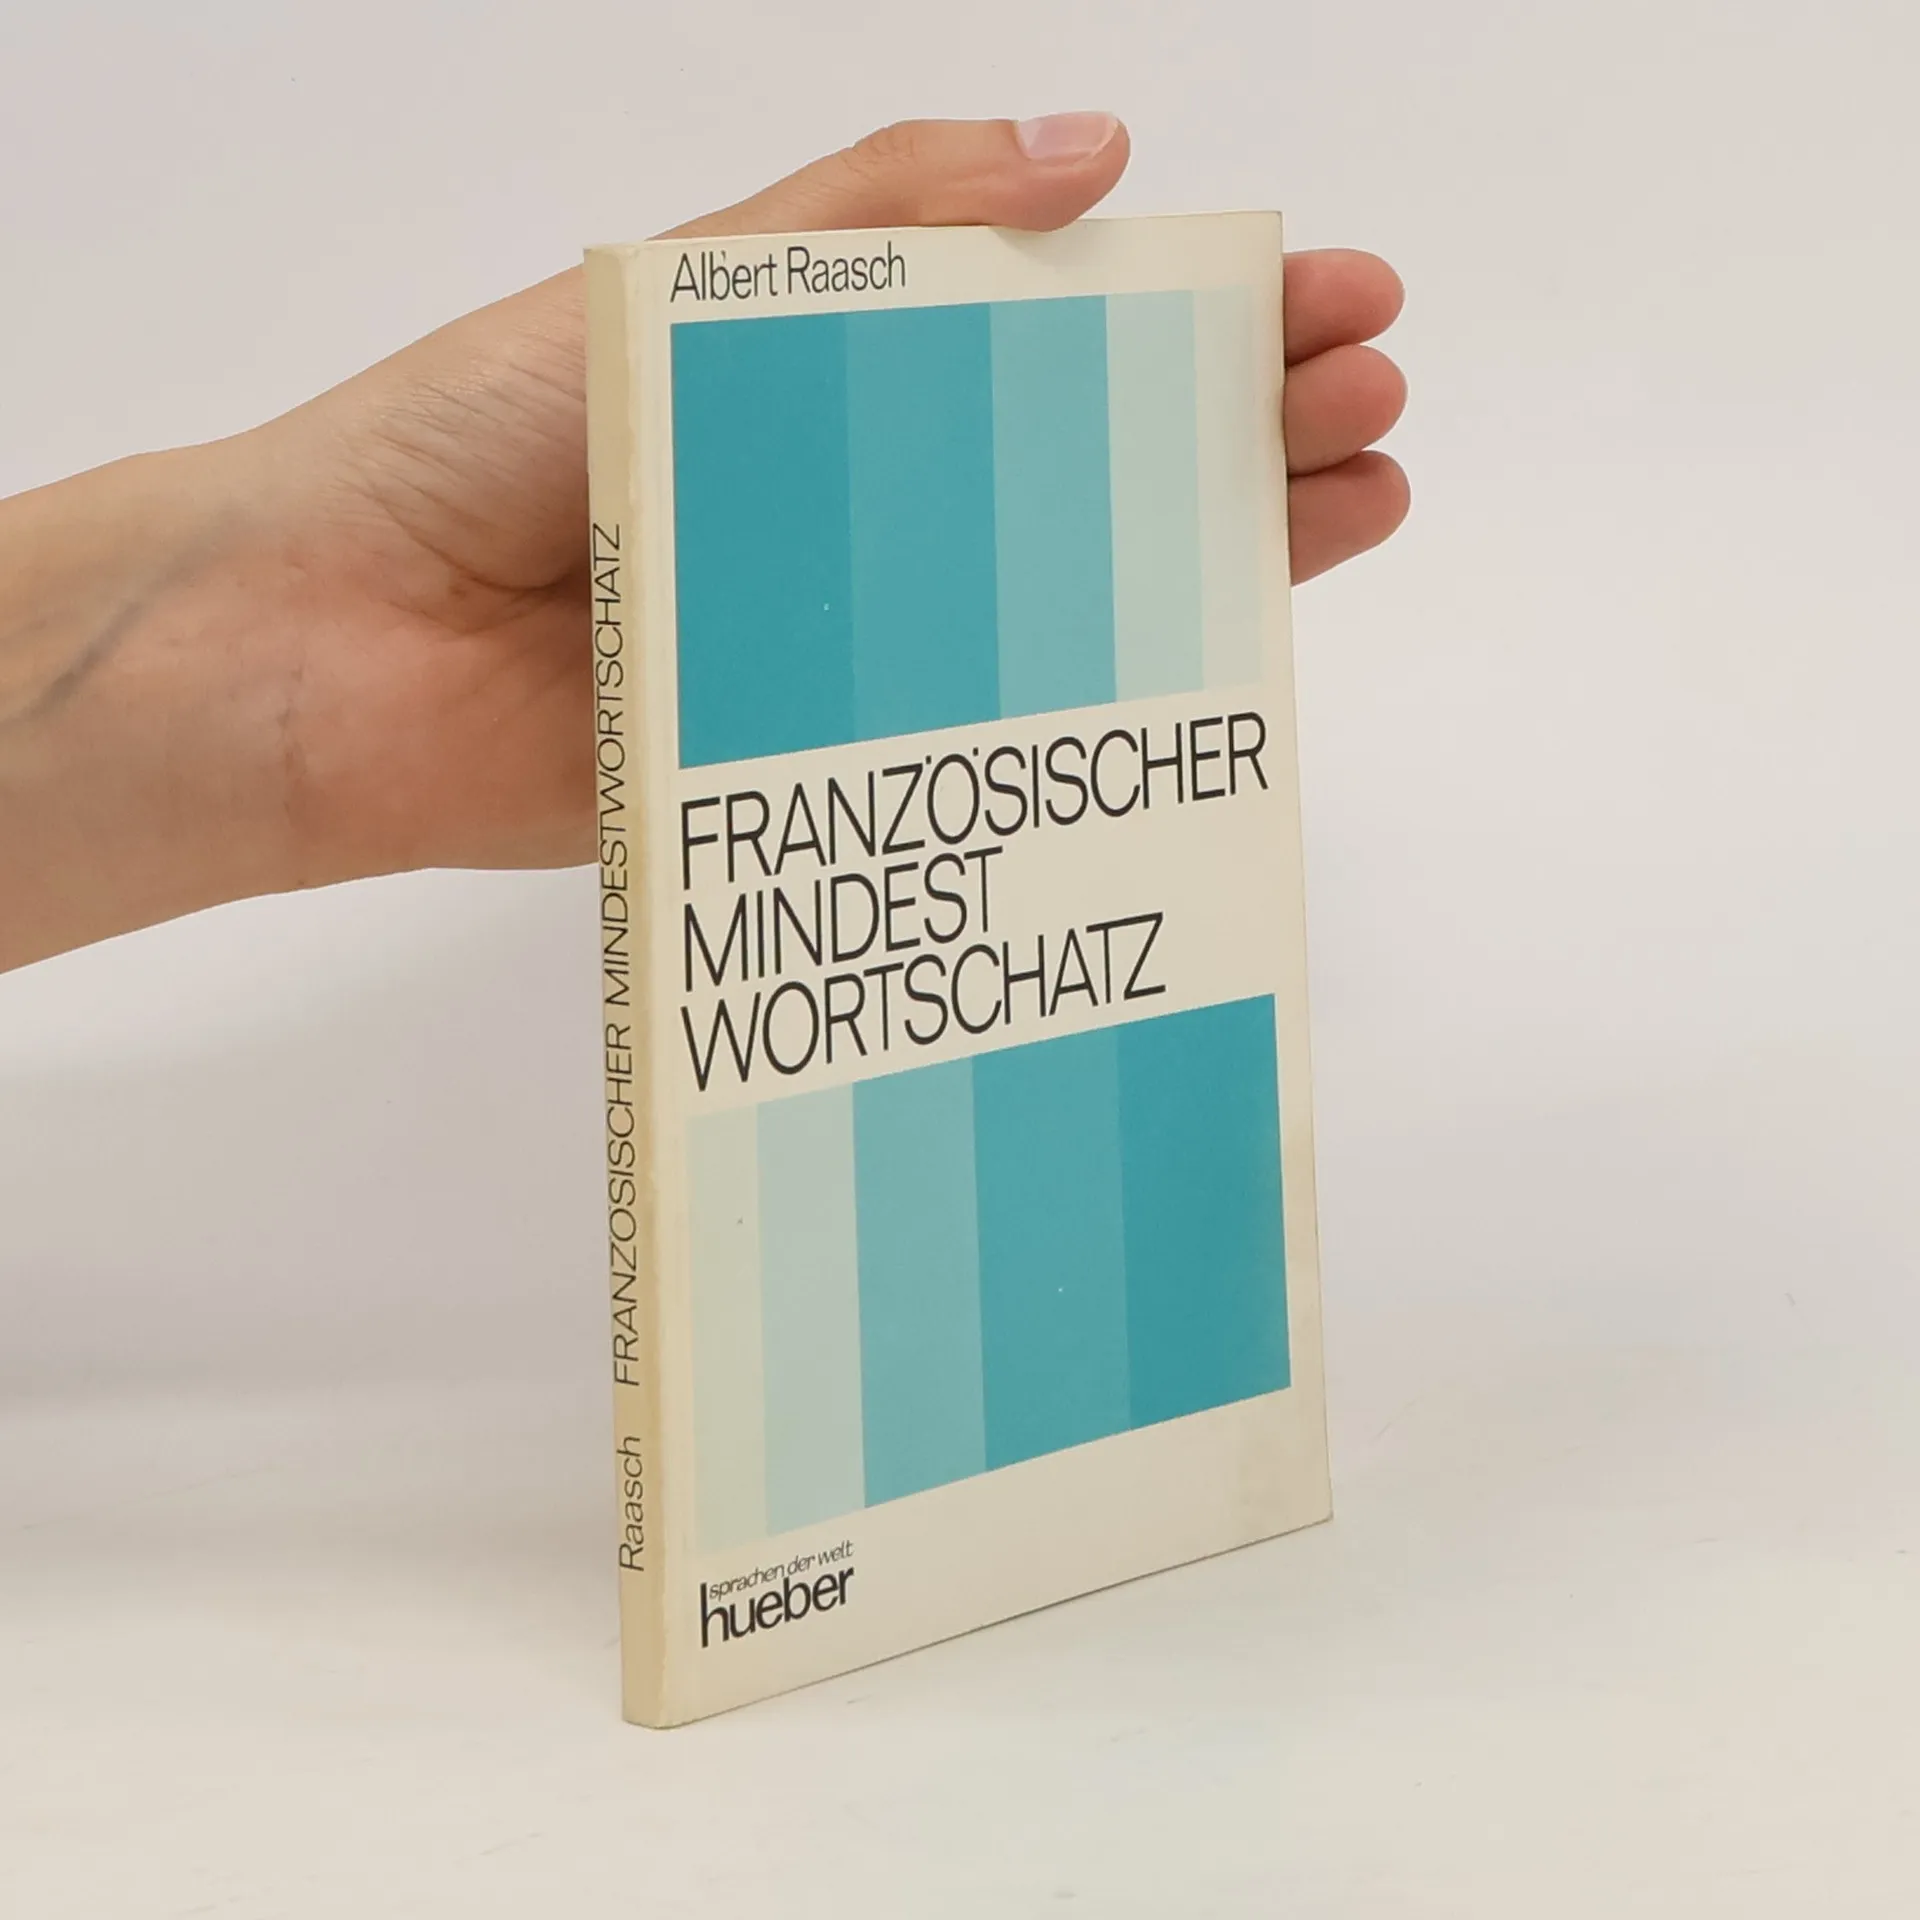 Albert Raasch
FRANZÖSISCHER
MINDEST
WORTSCHATZ
sprachen der welt
hueber
Raasch FRANZÖSISCHER MINDESTWORTSCHATZ